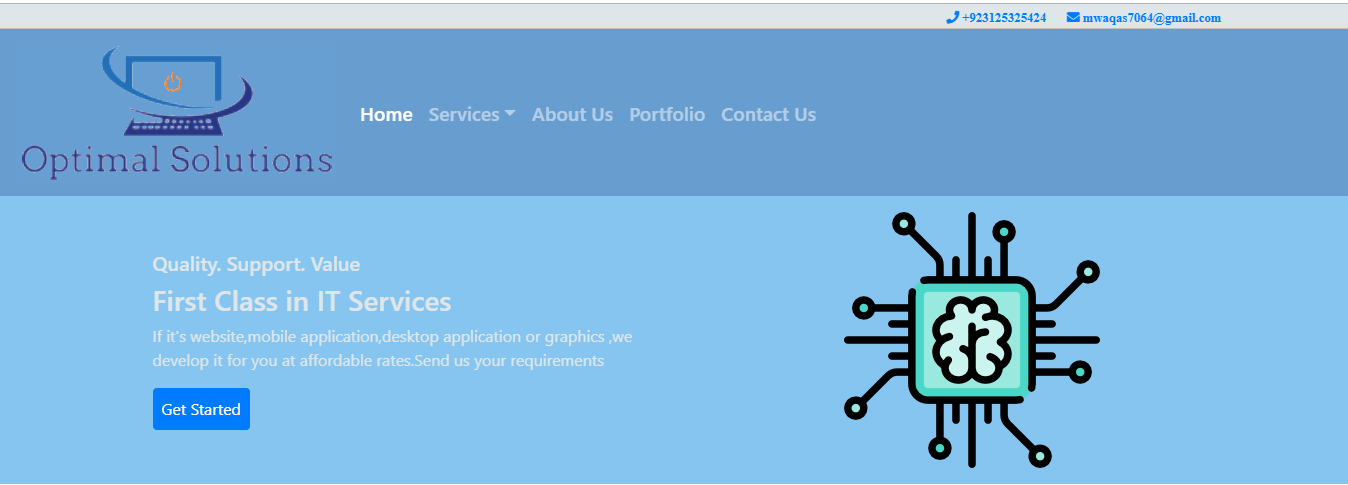 +923125325424 mwaqas7064@gmail.com
Optimal Solutions
Home Services About Us Portfolio Contact Us
Quality. Support. Value
First Class in IT Services
If it's website,mobile application,desktop application or graphics ,we
develop it for you at affordable rates.Send us your requirements
Get Started